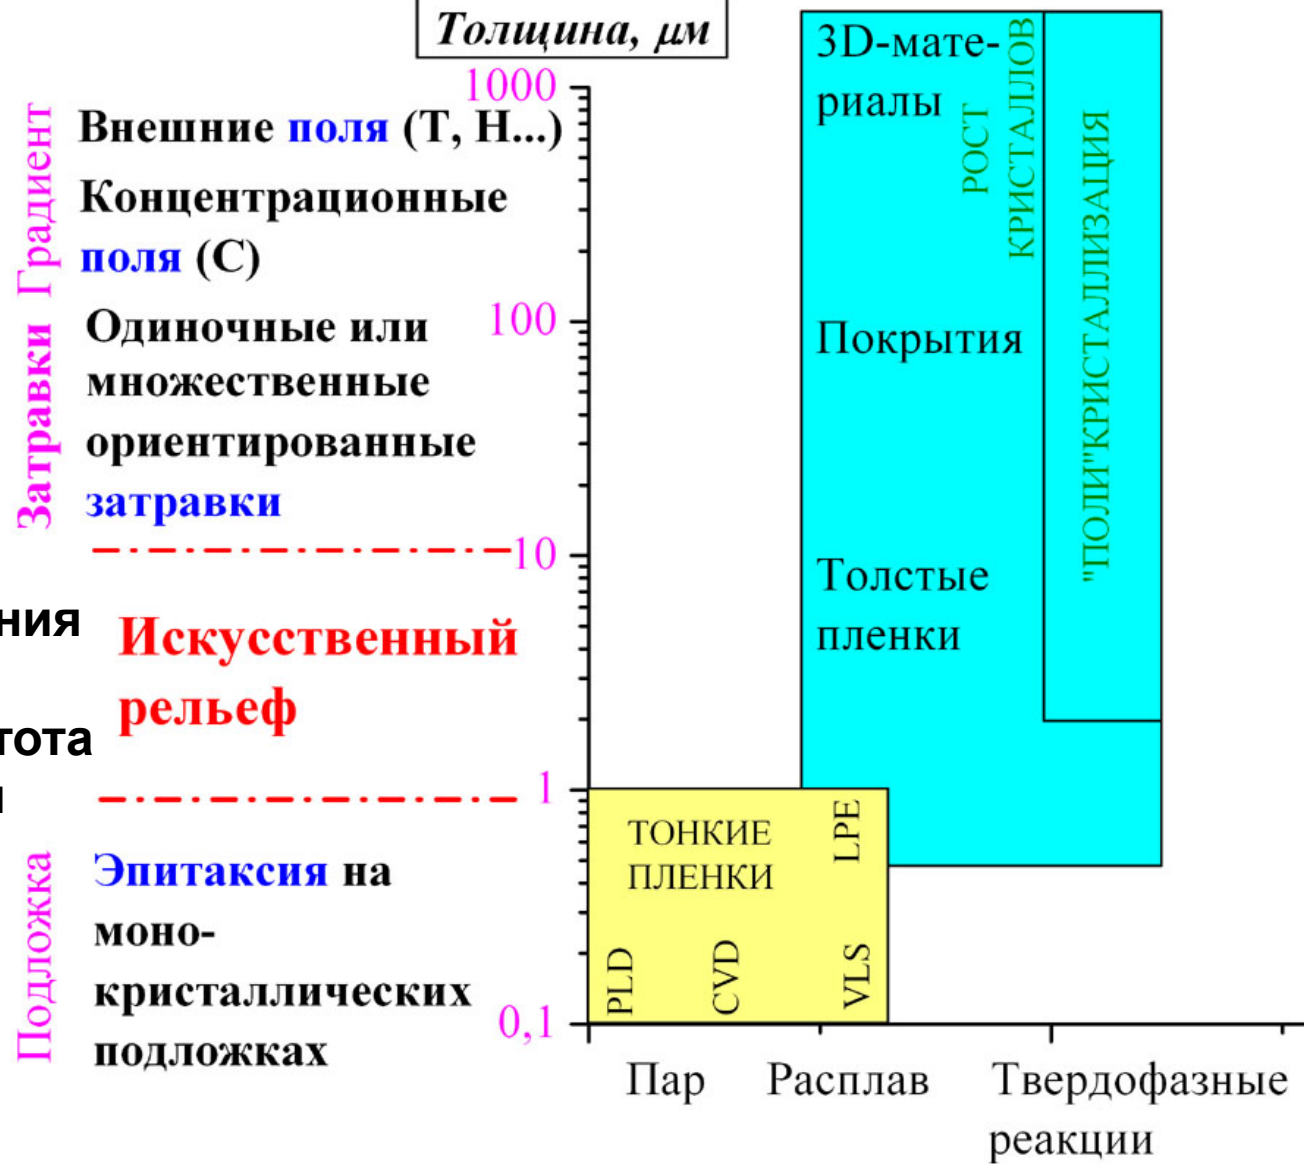 Толщина, μм
1000
100
10
1
0,1
Градиент
Внешние поля (T, H...)
Концентрационные
поля (C)
Затравки
Одиночные или
множественные
ориентированные
затравки
Искусственный
рельеф
Подложка
Эпитаксия на
моно-
кристаллических
подложках
3D-мате-
риалы
РОСТ
КРИСТАЛЛОВ
"ПОЛИ"КРИСТАЛЛИЗАЦИЯ
Покрытия
Толстые
пленки
ТОНКИЕ
ПЛЕНКИ
LPE
PLD
CVD
VLS
Пар
Расплав
Твердофазные
реакции